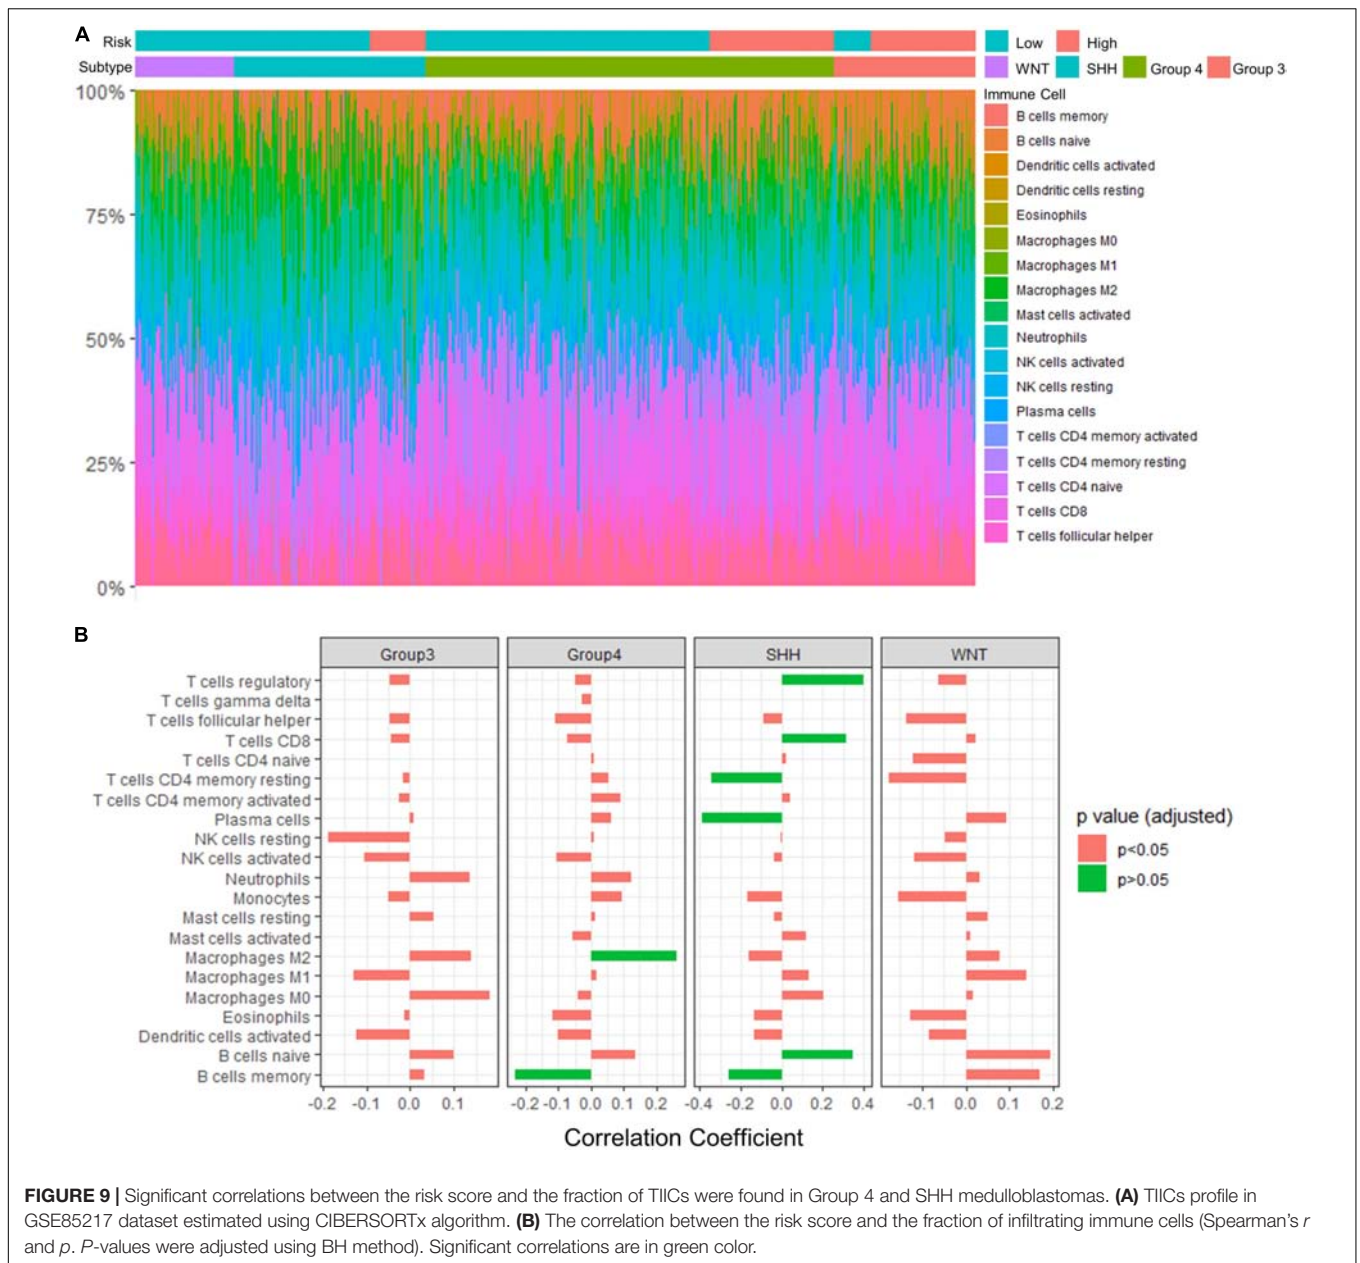 A
Risk
Low High
Subtype
WNT SHH Group 4 Group 3
100%
75%
50%
25%
0%
Immune Cell
B cells memory
B cells naive
Dendritic cells activated
Dendritic cells resting
Eosinophils
Macrophages M0
Macrophages M1
Macrophages M2
Mast cells activated
Neutrophils
NK cells activated
NK cells resting
Plasma cells
T cells CD4 memory activated
T cells CD4 memory resting
T cells CD4 naive
T cells CD8
T cells follicular helper
B
Group3 Group4 SHH WNT
T cells regulatory
T cells gamma delta
T cells follicular helper
T cells CD8
T cells CD4 naive
T cells CD4 memory resting
T cells CD4 memory activated
Plasma cells
NK cells resting
NK cells activated
Neutrophils
Monocytes
Mast cells resting
Mast cells activated
Macrophages M2
Macrophages M1
Macrophages M0
Eosinophils
Dendritic cells activated
B cells naive
B cells memory
-0.2 -0.1 0.0 0.1 -0.2 -0.1 0.0 0.1 0.2 -0.4 -0.2 0.0 0.2 0.4 -0.1 0.0 0.1 0.2
Correlation Coefficient
p value (adjusted)
p<0.05
p>0.05
FIGURE 9 | Significant correlations between the risk score and the fraction of TIICs were found in Group 4 and SHH medulloblastomas. (A) TIICs profile in
GSE85217 dataset estimated using CIBERSORTx algorithm. (B) The correlation between the risk score and the fraction of infiltrating immune cells (Spearman's r
and p. P-values were adjusted using BH method). Significant correlations are in green color.